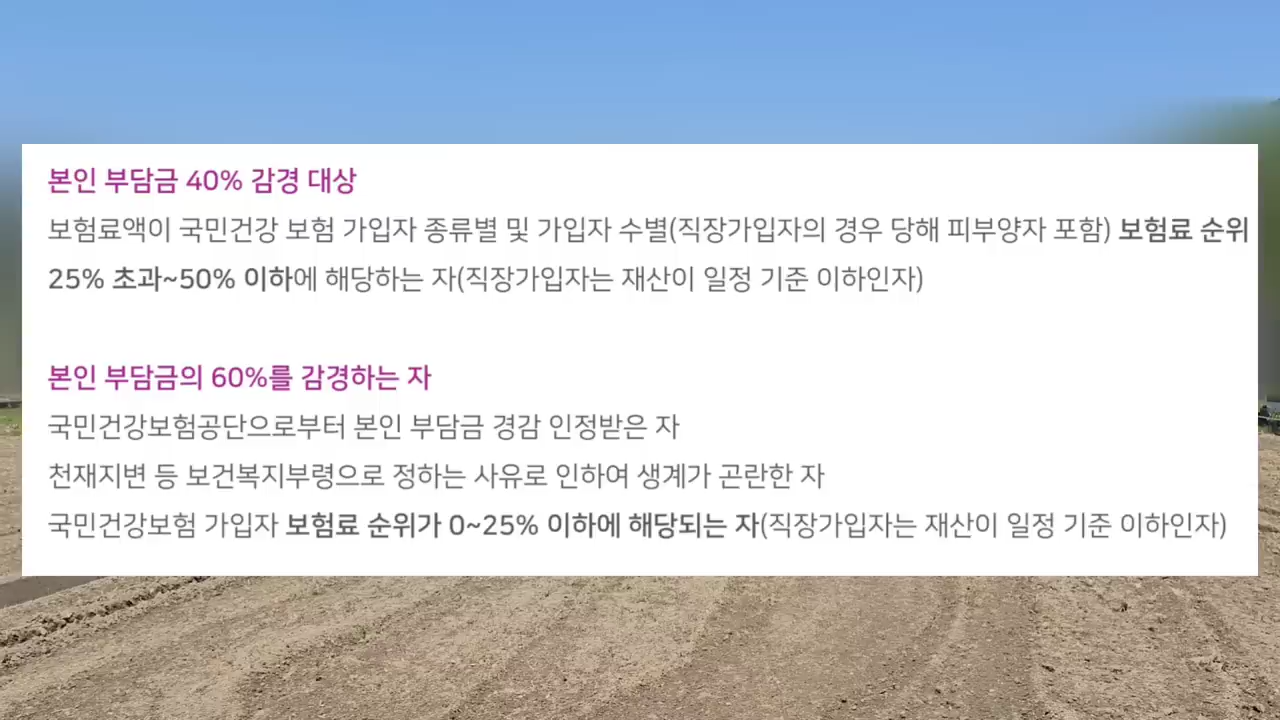 본인 부담금 40% 감경 대상
보험료액이 국민건강 보험 가입자 종류별 및 가입자 수별(직장가입자의 경우 당해 피부양자 포함) 보험료 순위
25% 초과~50% 이하에 해당하는 자(직장가입자는 재산이 일정 기준 이하인자)
본인 부담금의 60%를 감경하는 자
국민건강보험공단으로부터 본인 부담금 경감 인정받은 자
천재지변 등 보건복지부령으로 정하는 사유로 인하여 생계가 곤란한 자
국민건강보험 가입자 보험료 순위가 0~25% 이하에 해당되는 자(직장가입자는 재산이 일정 기준 이하인자)